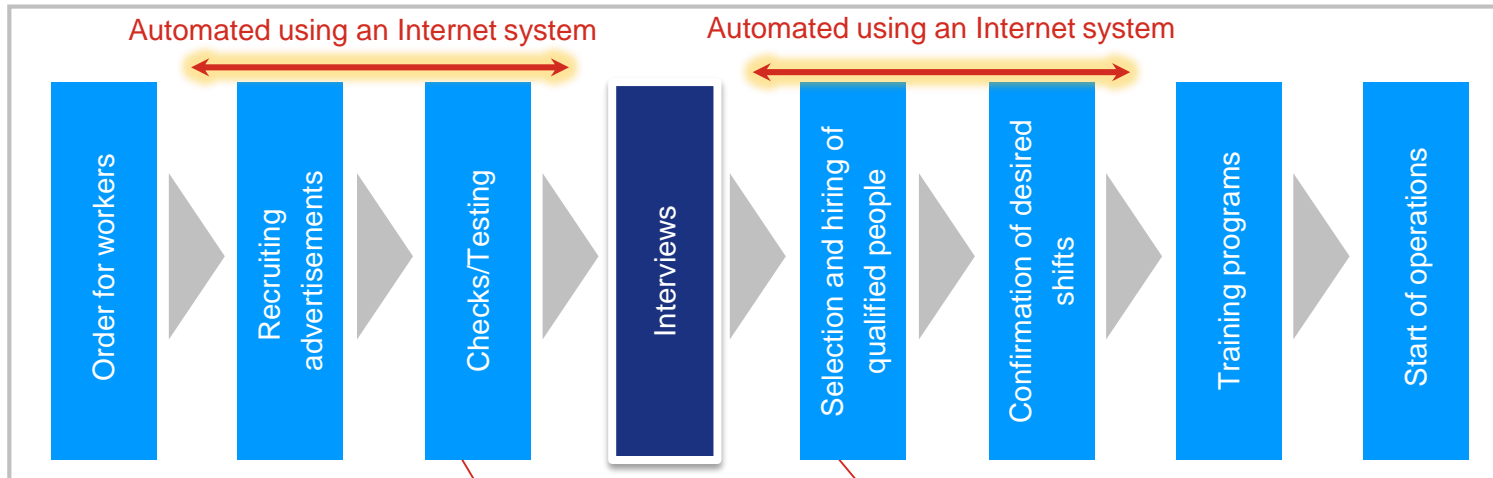 Automated using an Internet system
Automated using an Internet system
Order for workers
Recruiting
advertisements
Checks/Testing
Interviews
Selection and hiring of
qualified people
Confirmation of desired
shifts
Training programs
Start of operations